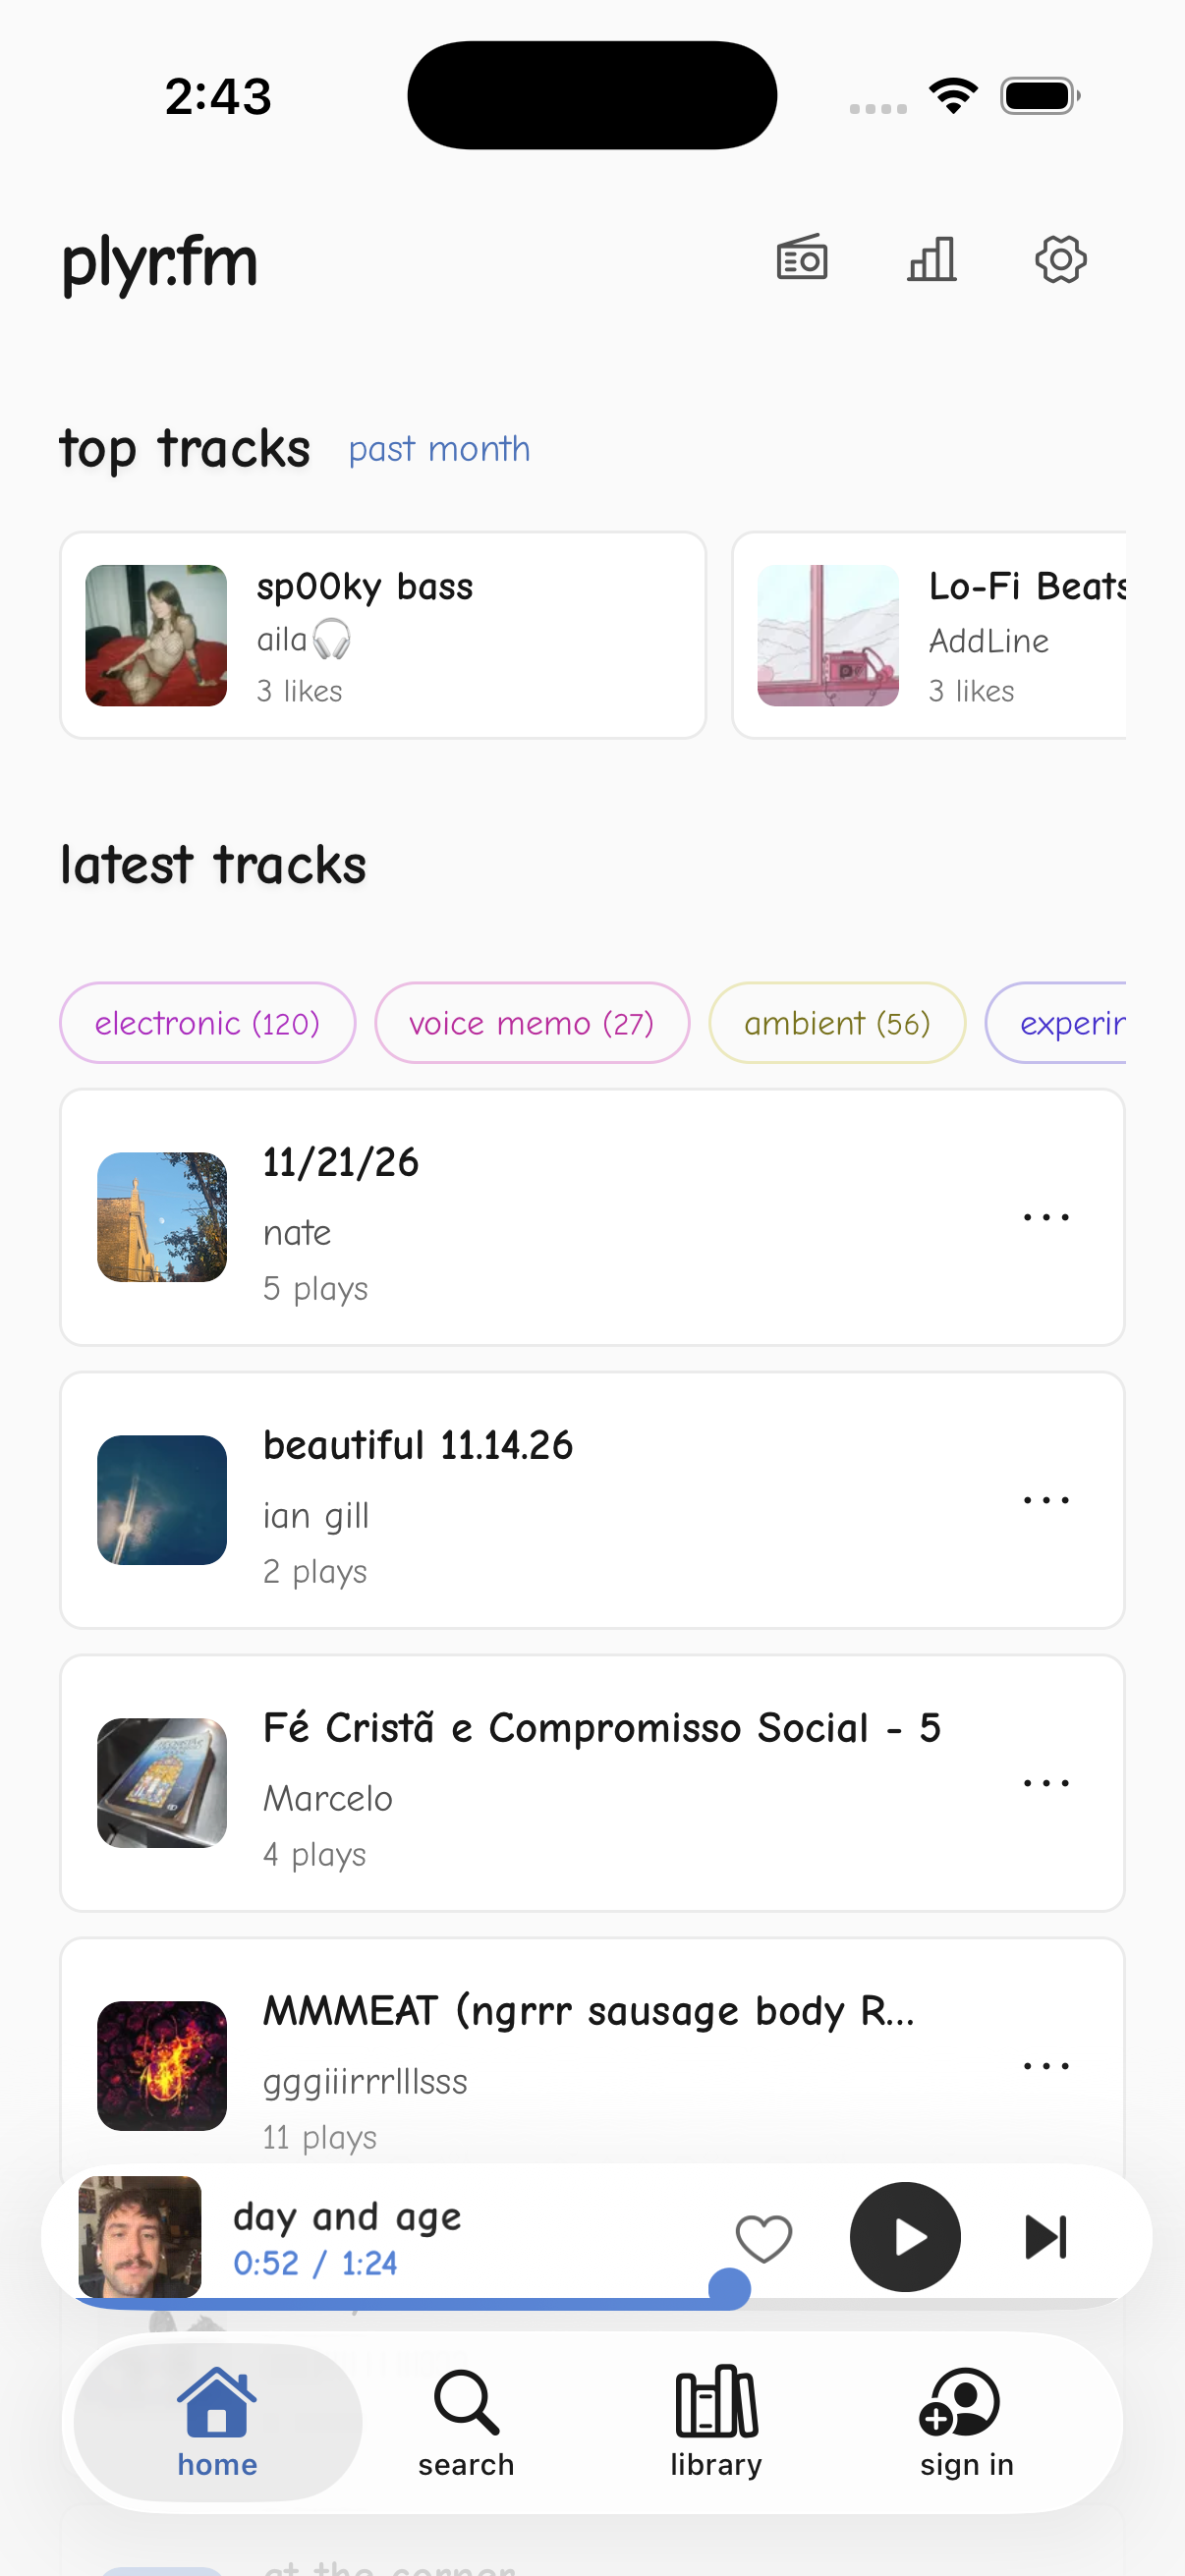 2:43
plyr.fm
top tracks past month
sp00ky bass
aila🎧
3 likes
Lo-Fi Beats
AddLine
3 likes
latest tracks
electronic (120)
voice memo (27)
ambient (56)
11/21/26
nate
5 plays
beautiful 11.14.26
ian gill
2 plays
Fé Cristã e Compromisso Social - 5
Marcelo
4 plays
MMMEAT (ngrrr sausage body R...
gggiiirrrlllsss
11 plays
day and age
0:52 / 1:24
home
search
library
sign in
at the corner